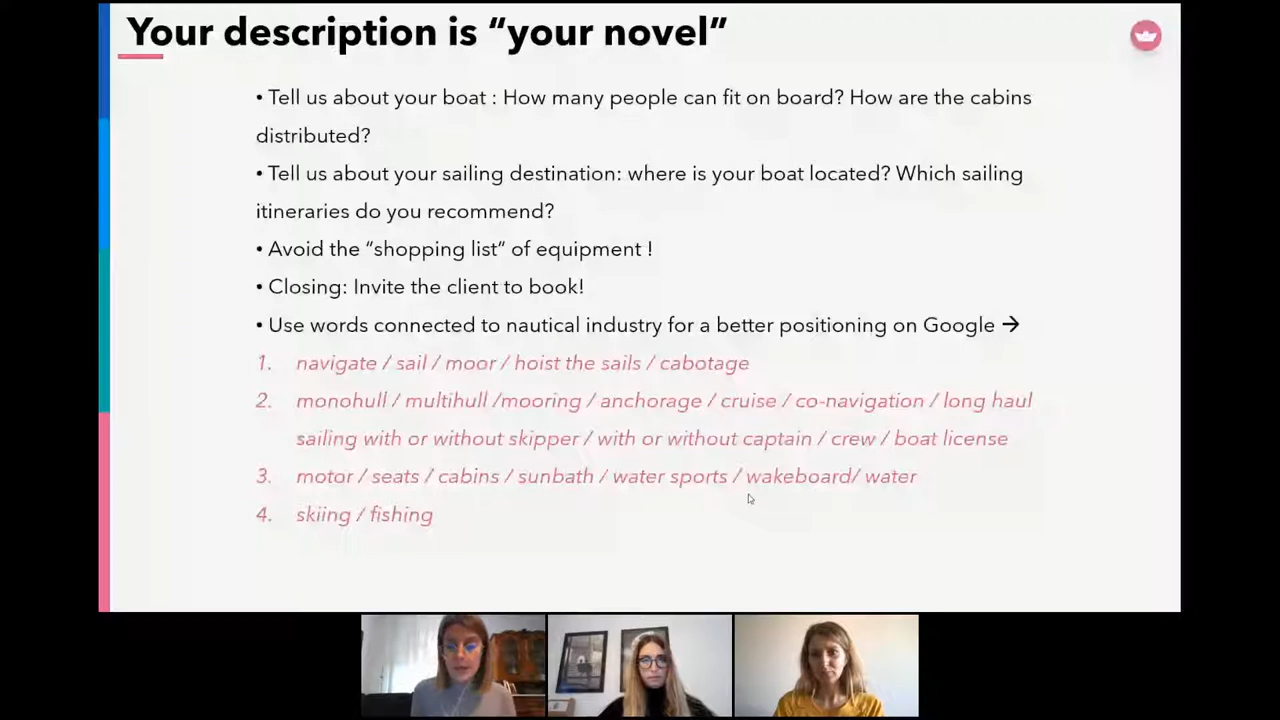 Your description is “your novel”
• Tell us about your boat : How many people can fit on board? How are the cabins
distributed?
• Tell us about your sailing destination: where is your boat located? Which sailing
itineraries do you recommend?
• Avoid the “shopping list” of equipment !
• Closing: Invite the client to book!
• Use words connected to nautical industry for a better positioning on Google →
1. navigate / sail / moor / hoist the sails / cabotage
2. monohull / multihull /mooring / anchorage / cruise / co-navigation / long haul
sailing with or without skipper / with or without captain / crew / boat license
3. motor / seats / cabins / sunbath / water sports / wakeboard/ water
4. skiing / fishing